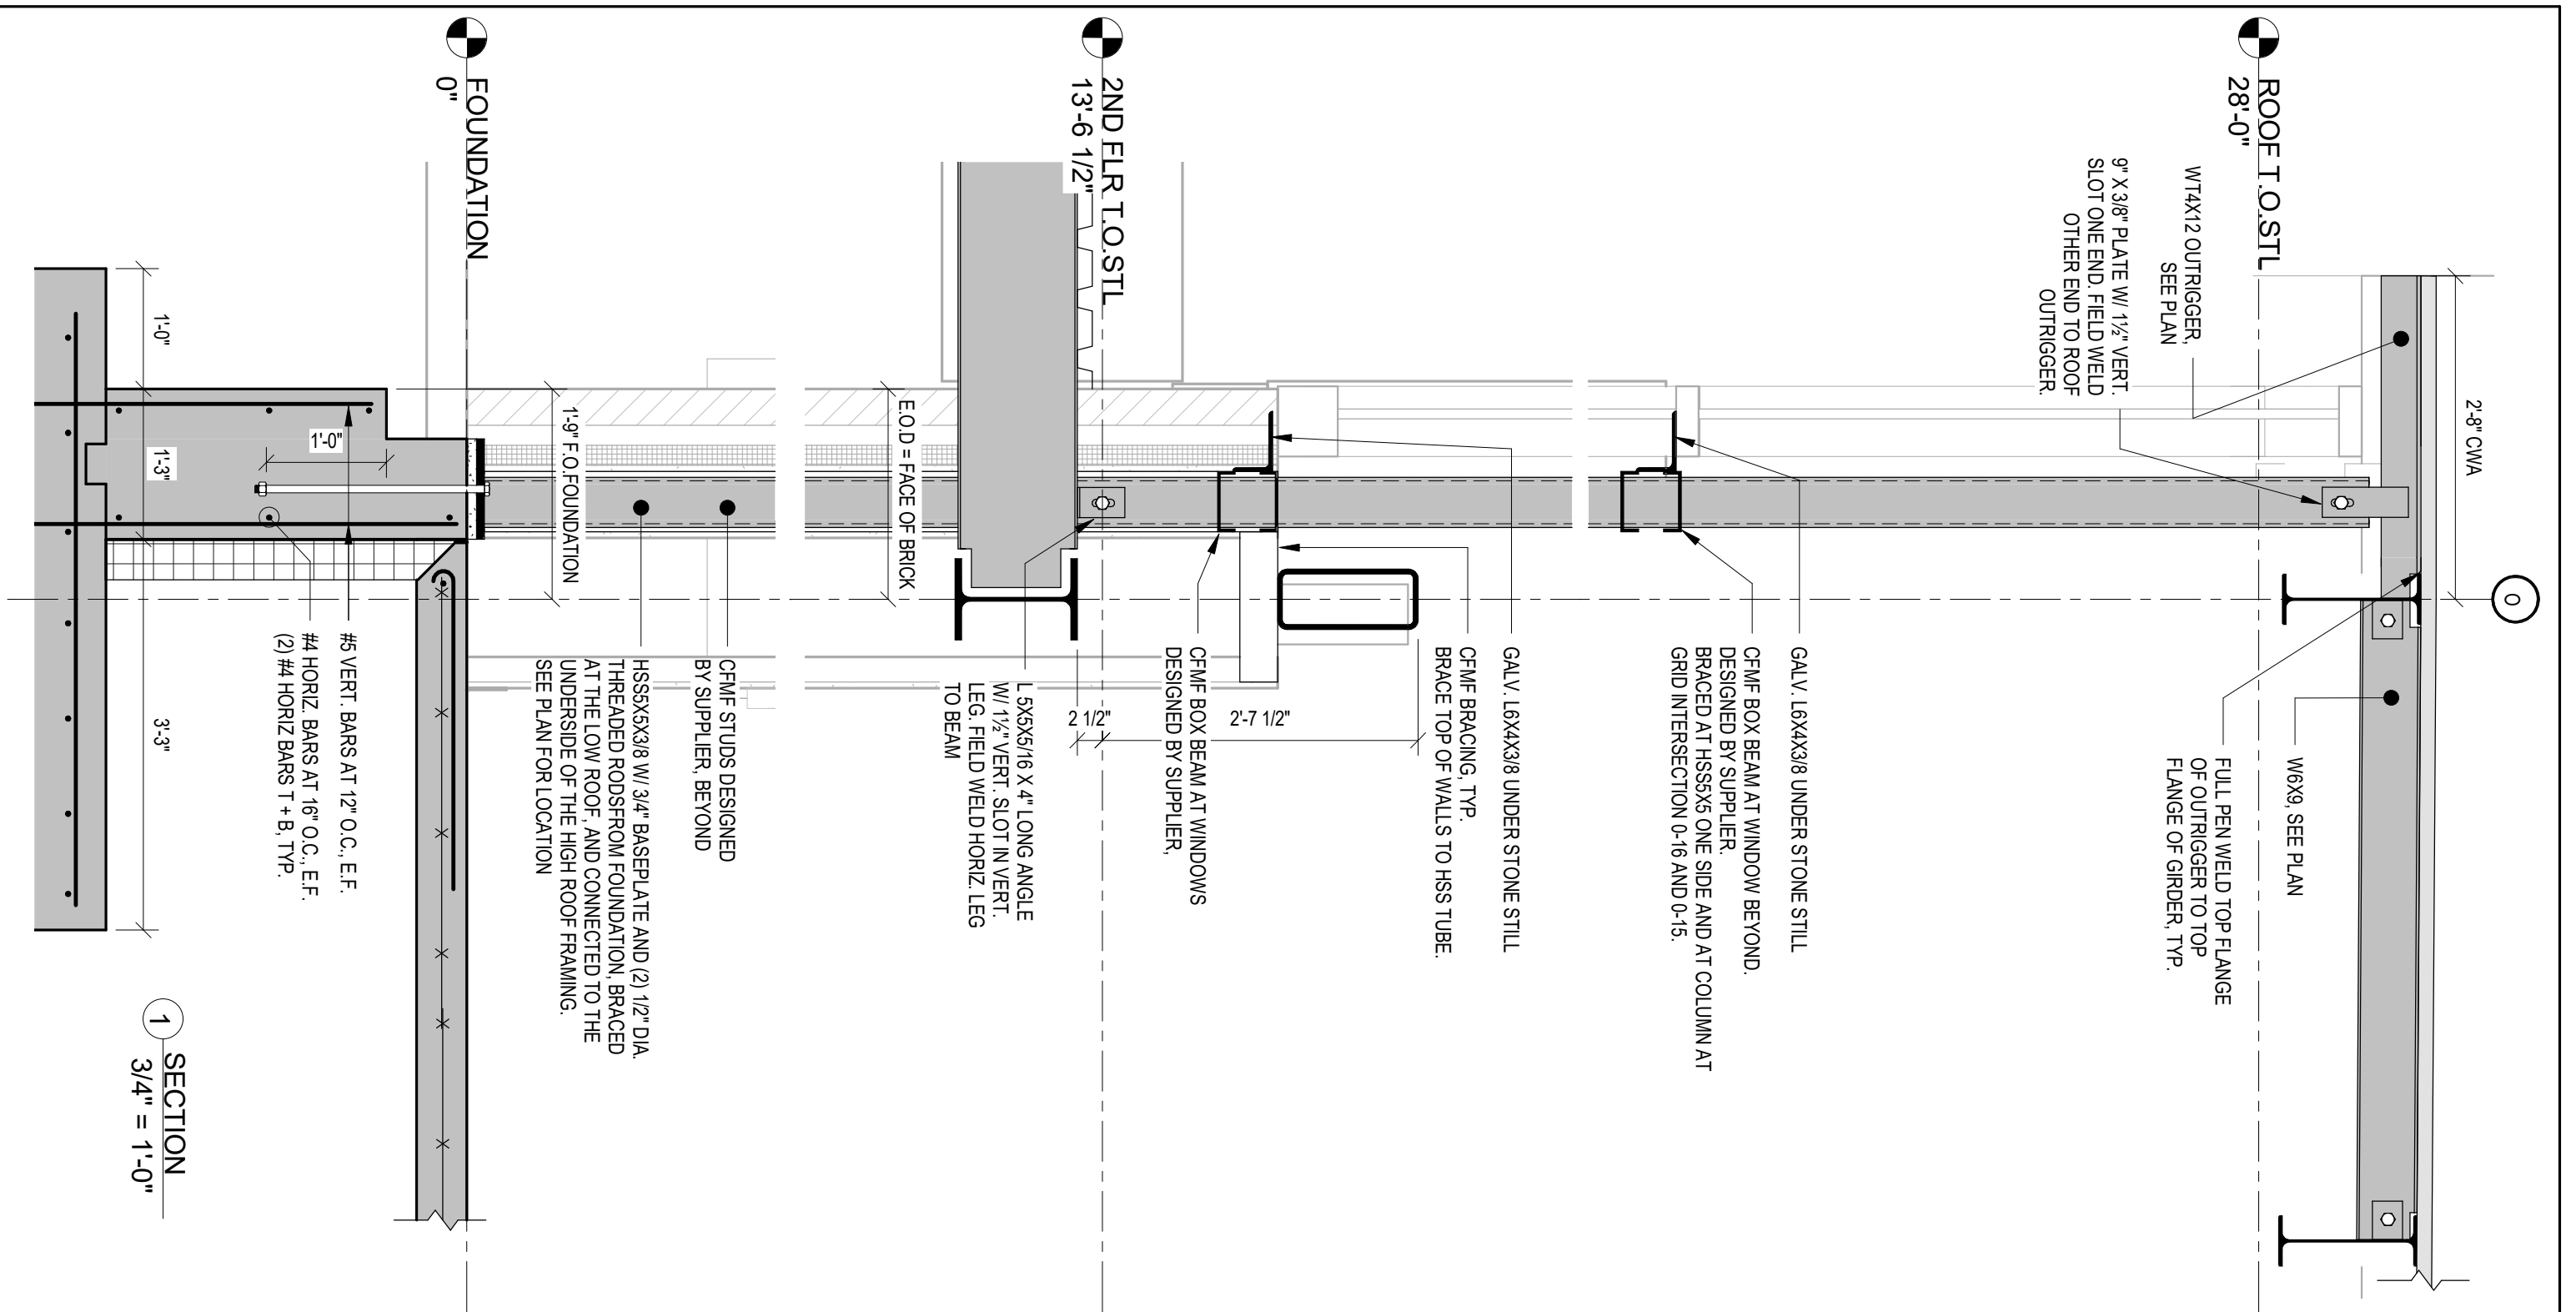 0
2'-8" CWA
ROOF T.O.STL
28'-0"
WT4X12 OUTRIGGER,
SEE PLAN
9" X 3/8" PLATE W/ 1½" VERT.
SLOT ONE END. FIELD WELD
OTHER END TO ROOF
OUTRIGGER.
W6X9, SEE PLAN
FULL PEN WELD TOP FLANGE
OF OUTRIGGER TO TOP
FLANGE OF GIRDER, TYP.
GALV. L6X4X3/8 UNDER STONE STILL
CFMF BOX BEAM AT WINDOW BEYOND.
DESIGNED BY SUPPLIER.
BRACED AT HSS5X5 ONE SIDE AND AT COLUMN AT
GRID INTERSECTION 0-16 AND 0-15.
GALV. L6X4X3/8 UNDER STONE STILL
CFMF BRACING, TYP.
BRACE TOP OF WALLS TO HSS TUBE.
2'-7 1/2"
2 1/2"
CFMF BOX BEAM AT WINDOWS
DESIGNED BY SUPPLIER,
2ND FLR T.O.STL
13'-6 1/2"
L 5X5X5/16 X 4" LONG ANGLE
W/ 1½" VERT. SLOT IN VERT.
LEG. FIELD WELD HORIZ. LEG
TO BEAM
E.O.D = FACE OF BRICK
CFMF STUDS DESIGNED
BY SUPPLIER, BEYOND
HSS5X5X3/8 W/ 3/4" BASEPLATE AND (2) 1/2" DIA.
THREADED RODSFROM FOUNDATION, BRACED
AT THE LOW ROOF, AND CONNECTED TO THE
UNDERSIDE OF THE HIGH ROOF FRAMING.
SEE PLAN FOR LOCATION
1'-9" F.O.FOUNDATION
FOUNDATION
0"
1'-0"
#5 VERT. BARS AT 12" O.C., E.F.
#4 HORIZ. BARS AT 16" O.C., E.F.
(2) #4 HORIZ BARS T + B, TYP.
1'-0"
1'-3"
3'-3"
1
SECTION
3/4" = 1'-0"